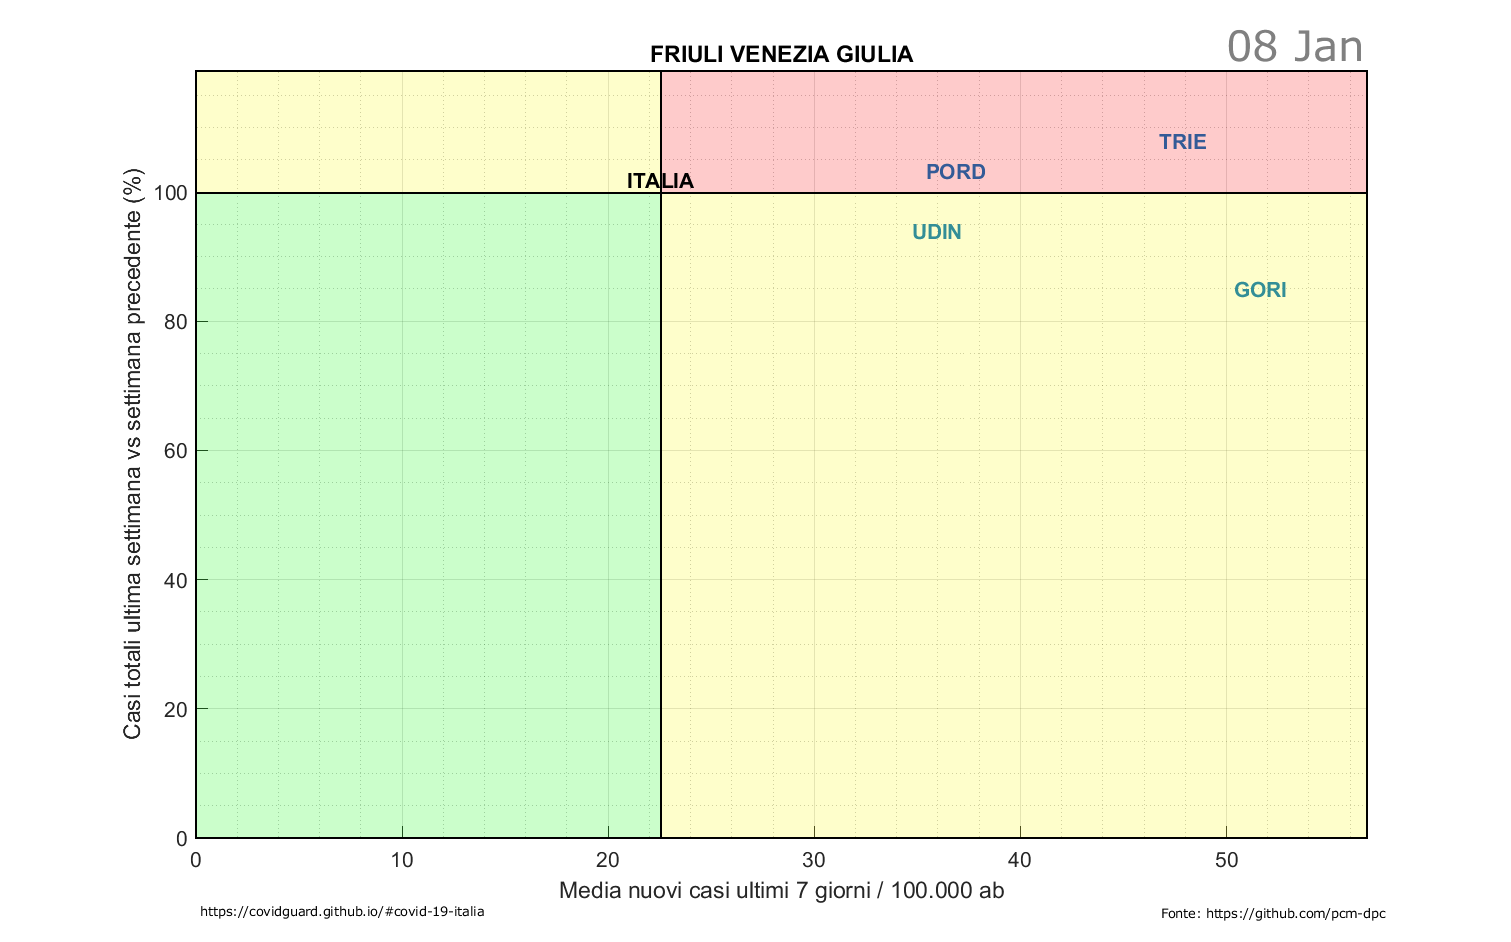 08 Jan
FRIULI VENEZIA GIULIA
TRIE
PORD
ITALIA
UDIN
GORI
Casi totali ultima settimana vs settimana precedente (%)
100
80
60
40
20
0
0 10 20 30 40 50
Media nuovi casi ultimi 7 giorni / 100.000 ab
https://covidguard.github.io/#covid-19-italia
Fonte: https://github.com/pcm-dpc